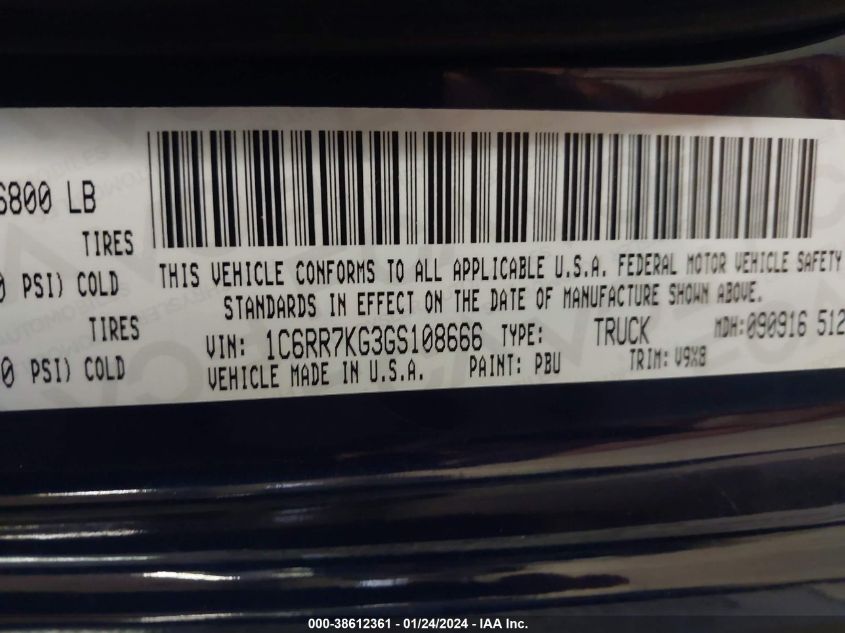 6800 LB
TIRES
0 PSI) COLD
TIRES
0 PSI) COLD
THIS VEHICLE CONFORMS TO ALL APPLICABLE U.S.A. FEDERAL MOTOR VEHICLE SAFETY
STANDARDS IN EFFECT ON THE DATE OF MANUFACTURE SHOWN ABOVE.
VIN: 1C6RR7KG3GS108666 TYPE: TRUCK MDH: 090916 512
VEHICLE MADE IN U.S.A. PAINT: PBU TRIM: V9X8
000-38612361 - 01/24/2024 - IAA Inc.